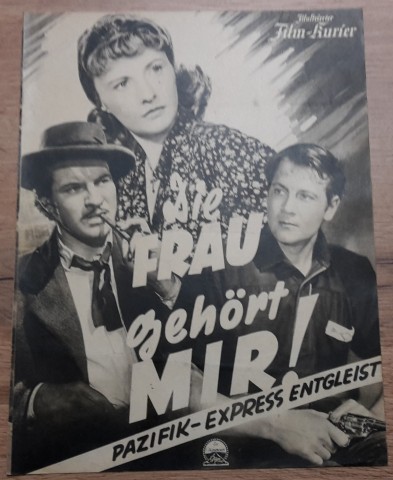 Illustrierter
Film-Kurier
Die
FRAU
gehört
MIR!
PAZIFIK-EXPRESS ENTGLEIST